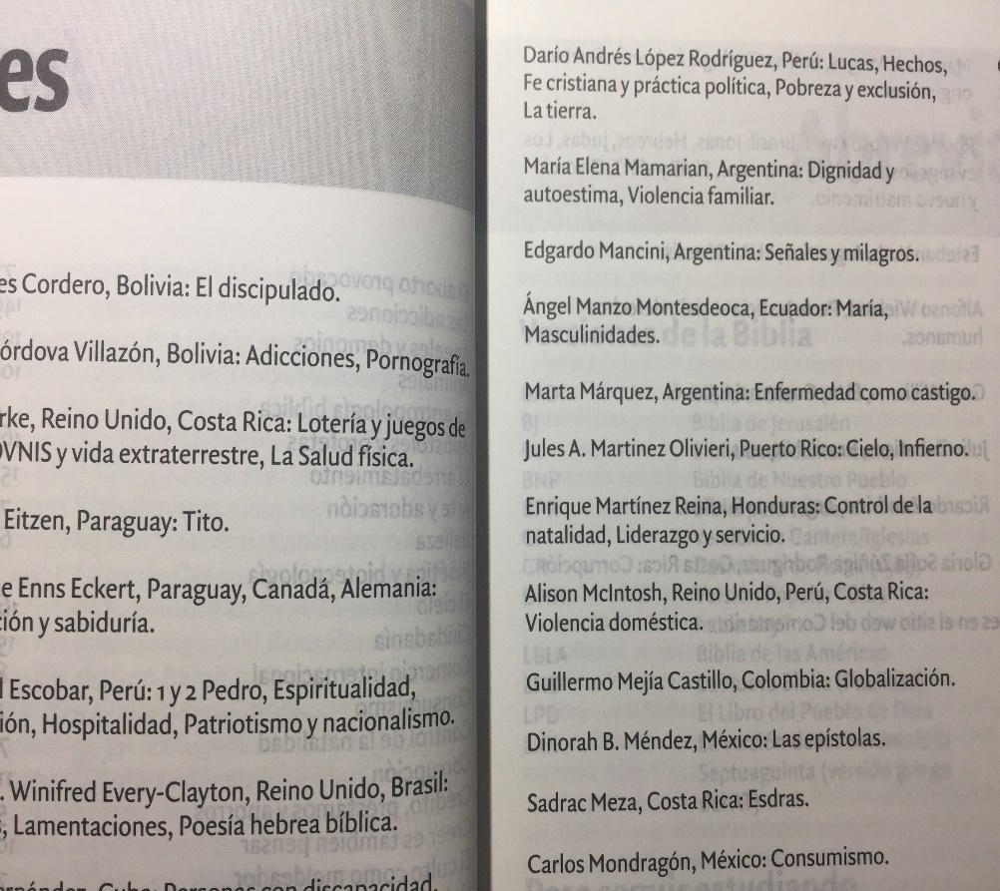 es
es Cordero, Bolivia: El discipulado.
órdova Villazón, Bolivia: Adicciones, Pornografía.
rke, Reino Unido, Costa Rica: Lotería y juegos de
OVNIS y vida extraterrestre, La Salud física.
Eitzen, Paraguay: Tito.
e Enns Eckert, Paraguay, Canadá, Alemania:
ción y sabiduría.
l Escobar, Perú: 1 y 2 Pedro, Espiritualidad,
ión, Hospitalidad, Patriotismo y nacionalismo.
. Winifred Every-Clayton, Reino Unido, Brasil:
s, Lamentaciones, Poesía hebrea bíblica.
rnández, Cuba: Personas con discapacidad.
Darío Andrés López Rodríguez, Perú: Lucas, Hechos,
Fe cristiana y práctica política, Pobreza y exclusión,
La tierra.
María Elena Mamarian, Argentina: Dignidad y
autoestima, Violencia familiar.
Edgardo Mancini, Argentina: Señales y milagros.
Ángel Manzo Montesdeoca, Ecuador: María,
Masculinidades.
Marta Márquez, Argentina: Enfermedad como castigo.
Jules A. Martinez Olivieri, Puerto Rico: Cielo, Infierno.
Enrique Martínez Reina, Honduras: Control de la
natalidad, Liderazgo y servicio.
Alison McIntosh, Reino Unido, Perú, Costa Rica:
Violencia doméstica.
Guillermo Mejía Castillo, Colombia: Globalización.
Dinorah B. Méndez, México: Las epístolas.
Sadrac Meza, Costa Rica: Esdras.
Carlos Mondragón, México: Consumismo.